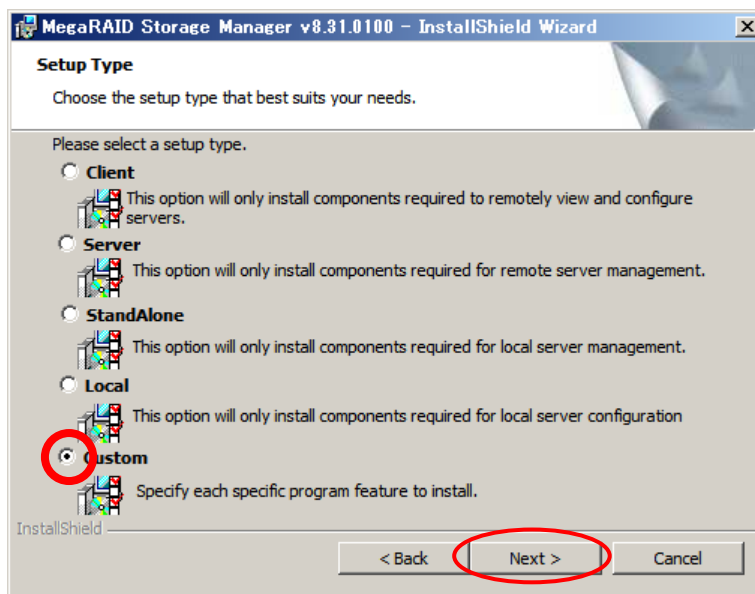 MegaRAID Storage Manager v8.31.0100 - InstallShield Wizard
Setup Type
Choose the setup type that best suits your needs.
Please select a setup type.
Client
This option will only install components required to remotely view and configure
servers.
Server
This option will only install components required for remote server management.
StandAlone
This option will only install components required for local server management.
Local
This option will only install components required for local server configuration
Custom
Specify each specific program feature to install.
InstallShield
< Back Next > Cancel